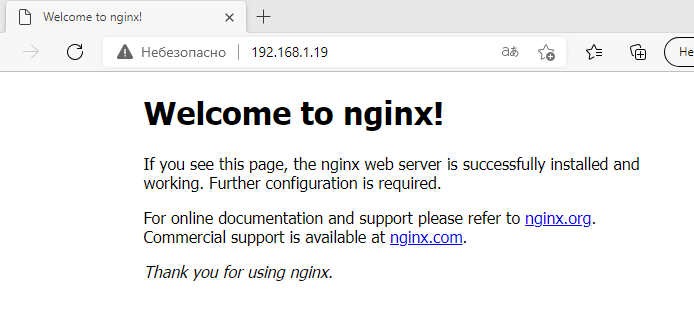 Welcome to nginx!
Небезопасно 192.168.1.19
аあ
Не
Welcome to nginx!
If you see this page, the nginx web server is successfully installed and
working. Further configuration is required.
For online documentation and support please refer to nginx.org.
Commercial support is available at nginx.com.
Thank you for using nginx.